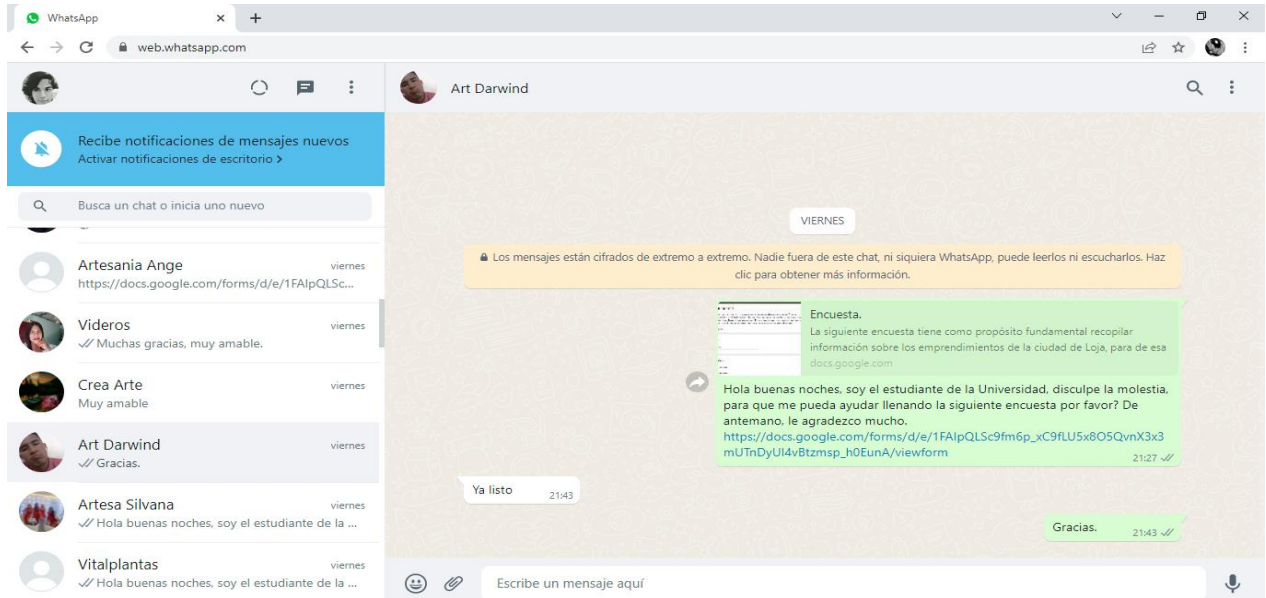 WhatsApp
web.whatsapp.com
Recibe notificaciones de mensajes nuevos
Activar notificaciones de escritorio >
Busca un chat o inicia uno nuevo
Artesania Ange viernes
https://docs.google.com/forms/d/e/1FAIpQLSc...
Videros viernes
Muchas gracias, muy amable.
Crea Arte viernes
Muy amable
Art Darwind viernes
Gracias.
Artesa Silvana viernes
Hola buenas noches, soy el estudiante de la ...
Vitalplantas viernes
Hola buenas noches, soy el estudiante de la ...
Art Darwind
VIERNES
Los mensajes están cifrados de extremo a extremo. Nadie fuera de este chat, ni siquiera WhatsApp, puede leerlos ni escucharlos. Haz
clic para obtener más información.
Encuesta.
La siguiente encuesta tiene como propósito fundamental recopilar
información sobre los emprendimientos de la ciudad de Loja, para de esa
docs.google.com
Hola buenas noches, soy el estudiante de la Universidad, disculpe la molestia,
para que me pueda ayudar llenando la siguiente encuesta por favor? De
antemano, le agradezco mucho.
https://docs.google.com/forms/d/e/1FAIpQLSc9fm6p_xC9fLU5x8O5QvnX3x3
mUTnDyUI4vBtzmsp_h0EunA/viewform
21:27
Ya listo 21:43
Gracias. 21:43
Escribe un mensaje aquí